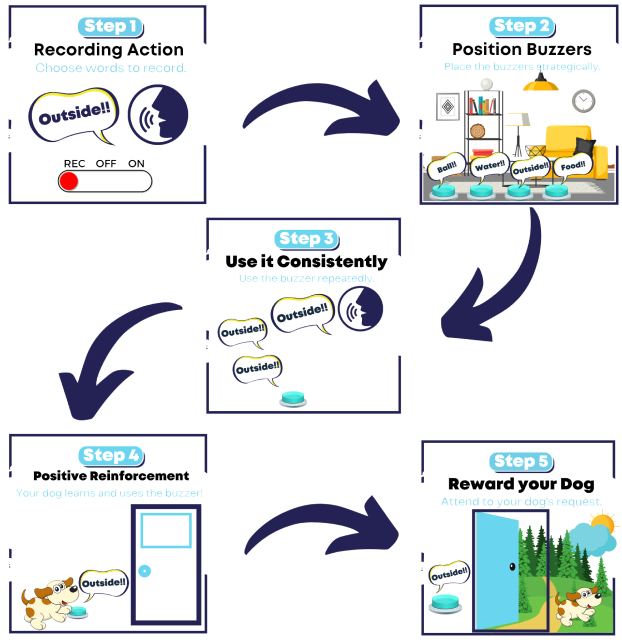 Step 1
Recording Action
Choose words to record.
Outside!!
REC OFF ON
Step 2
Position Buzzers
Place the buzzers strategically.
Ball!!
Water!!
Outside!!
Food!!
Step 3
Use it Consistently
Use the buzzer repeatedly.
Outside!!
Outside!!
Outside!!
Step 4
Positive Reinforcement
Your dog learns and uses the buzzer!
Outside!!
Step 5
Reward your Dog
Attend to your dog's request.
Outside!!